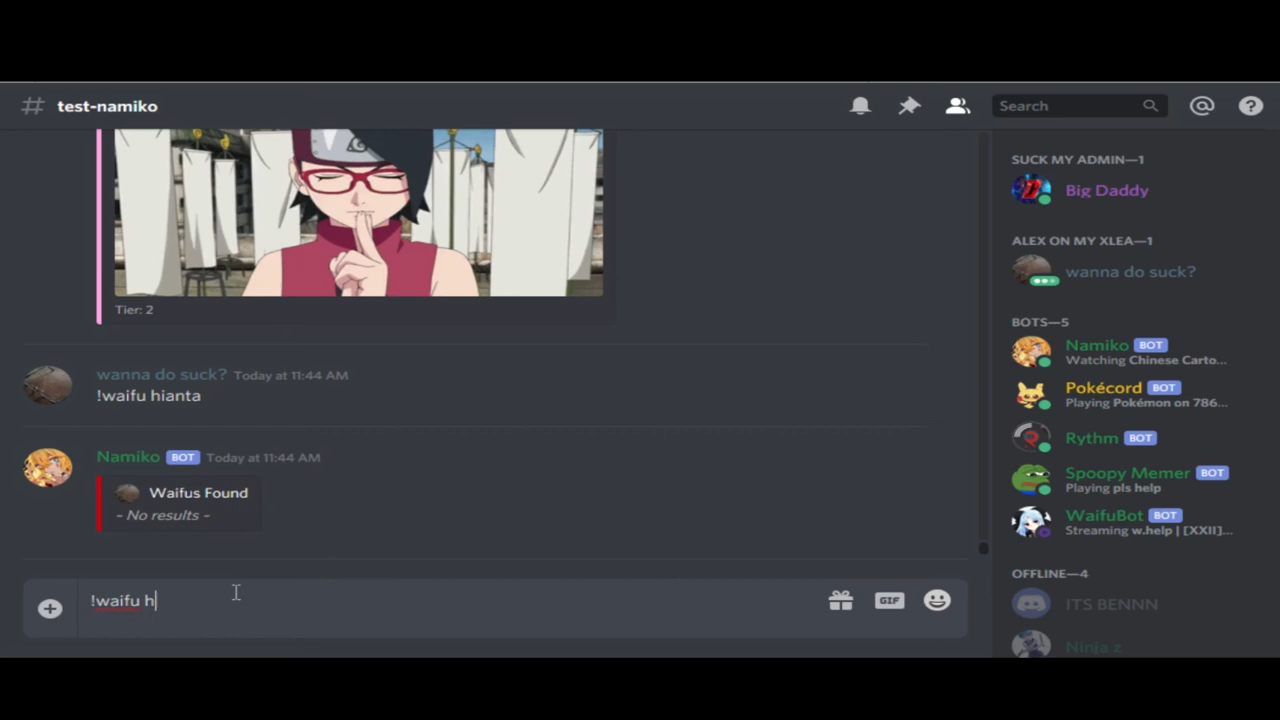 # test-namiko
Search
Tier: 2
wanna do suck? Today at 11:44 AM
!waifu hianta
Namiko BOT Today at 11:44 AM
Waifus Found
- No results -
!waifu h
GIF
SUCK MY ADMIN—1
Big Daddy
ALEX ON MY XLEA—1
wanna do suck?
BOTS—5
Namiko BOT
Watching Chinese Carto...
Pokécord BOT
Playing Pokémon on 786...
Rythm BOT
Spoopy Memer BOT
Playing pls help
WaifuBot BOT
Streaming w.help | [XXII]...
OFFLINE—4
ITS BENNN
Ninja z